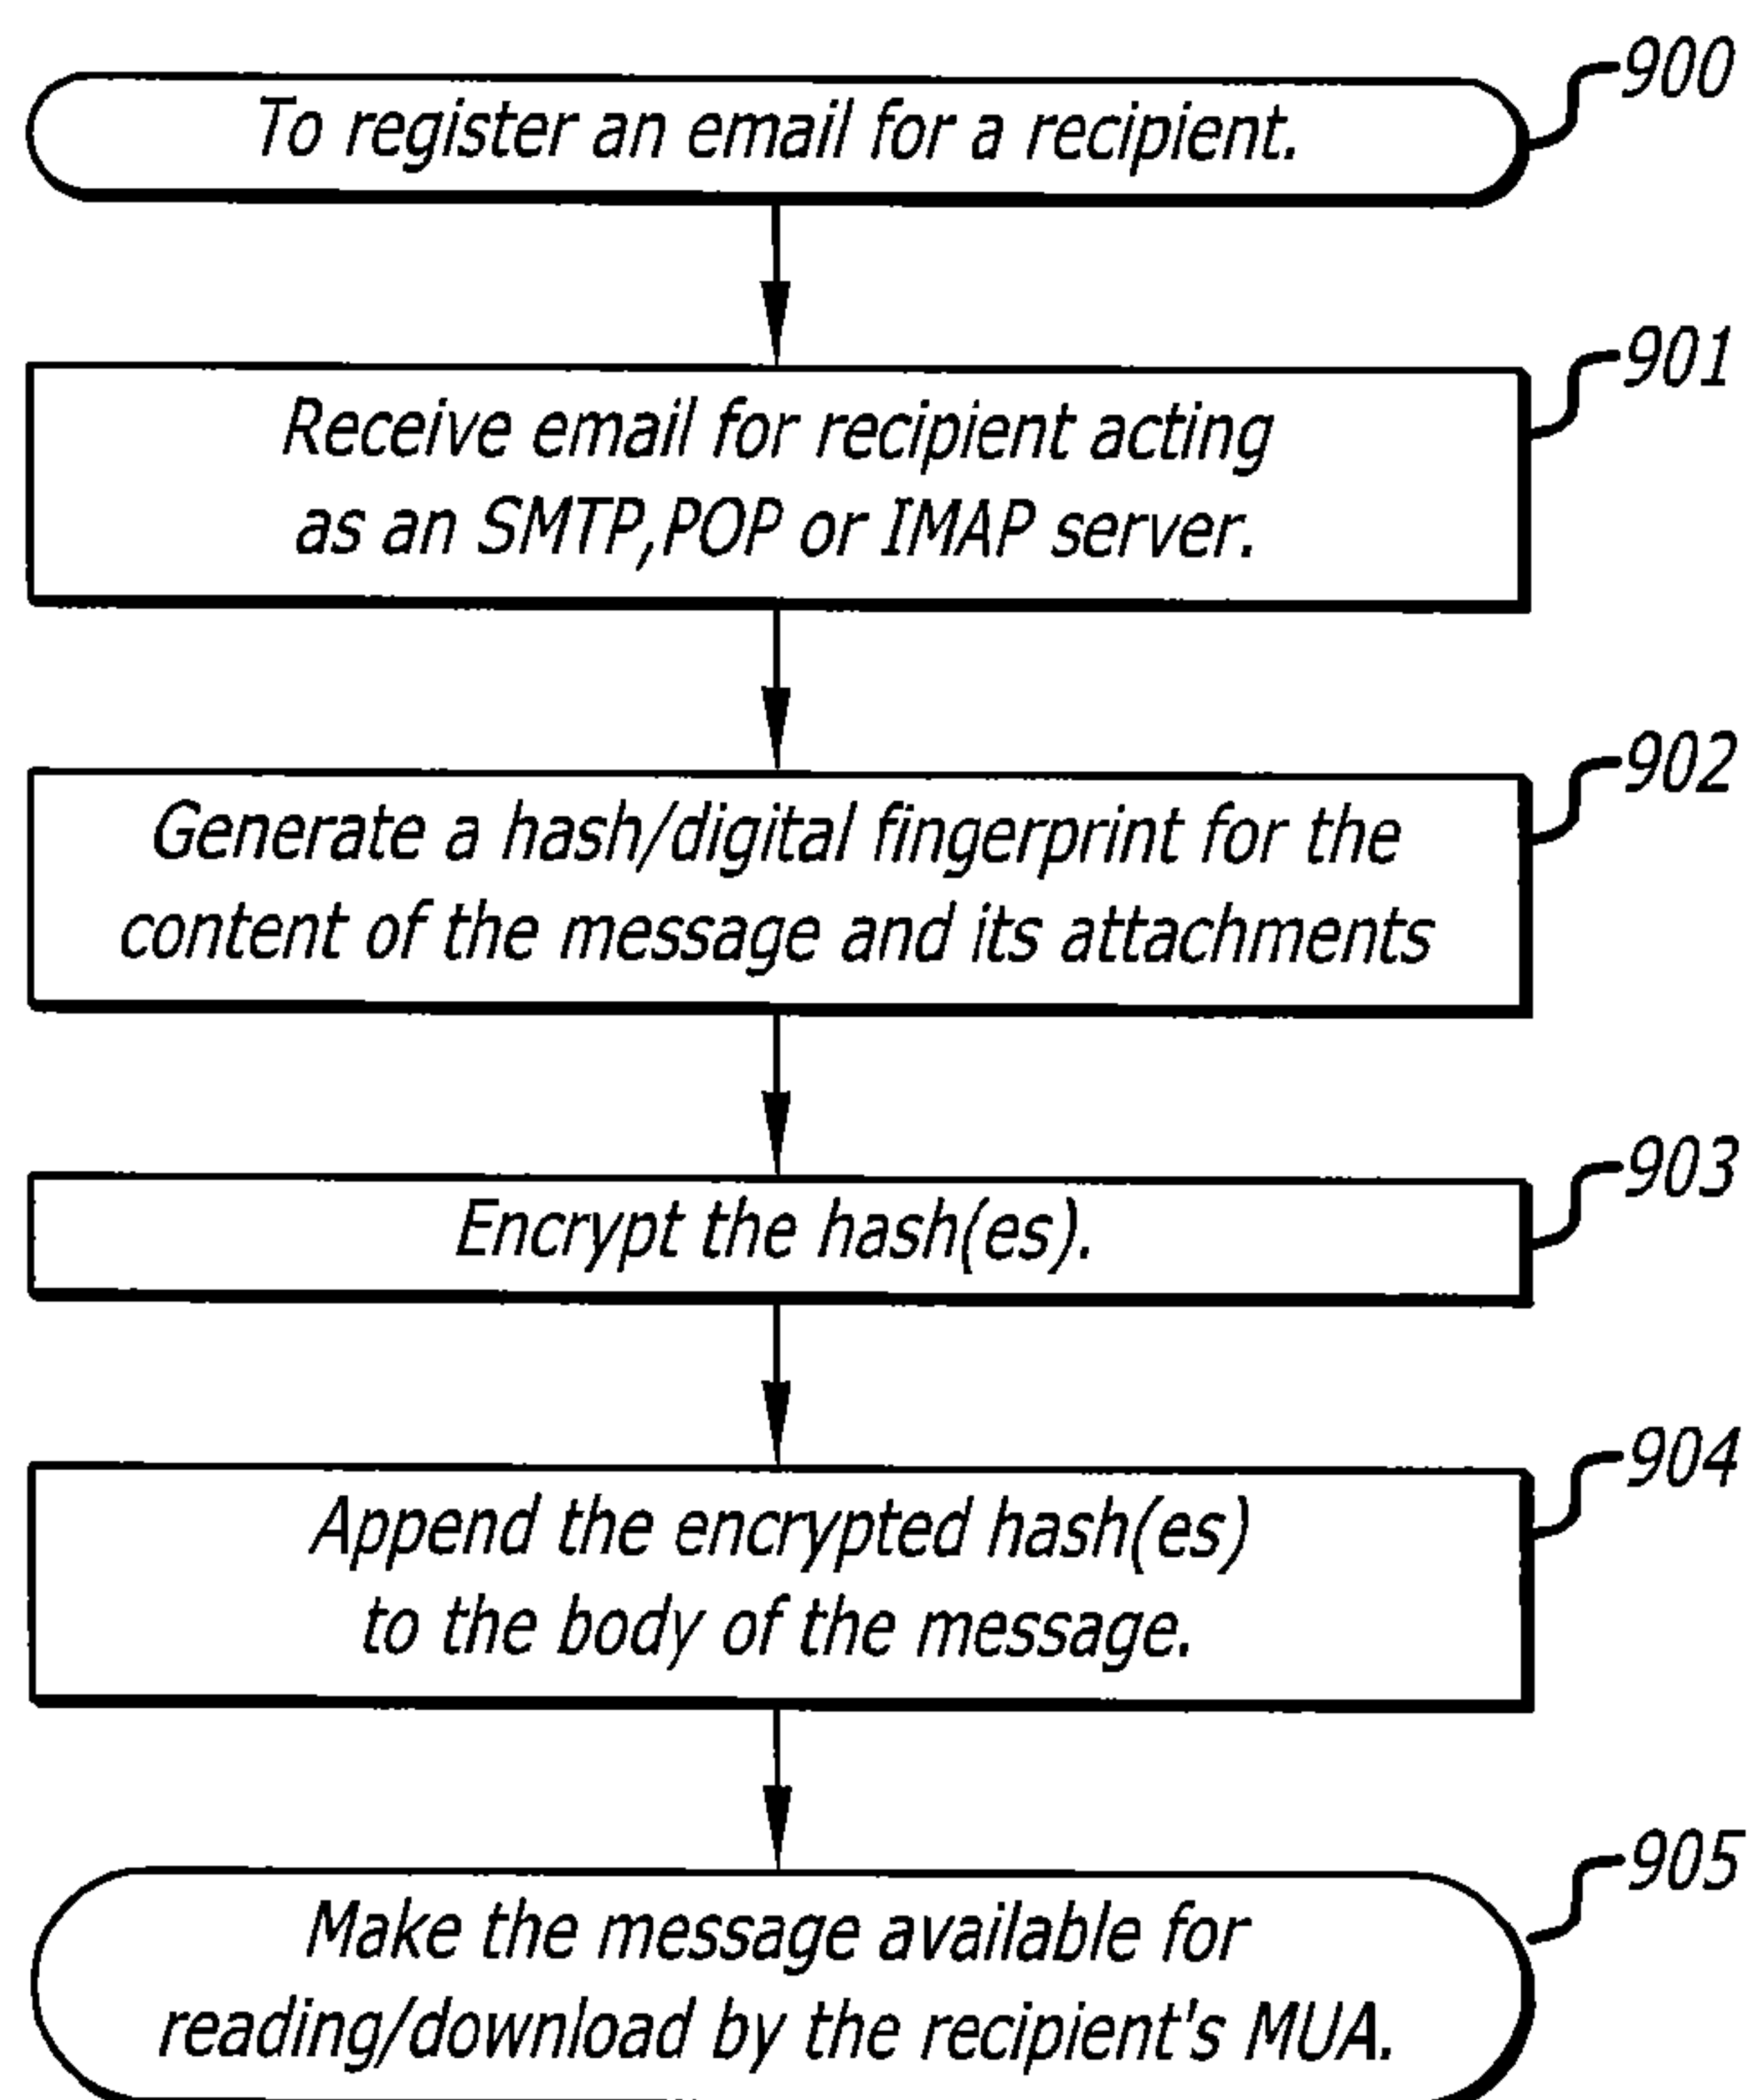 900
To register an email for a recipient.
901
Receive email for recipient acting
as an SMTP,POP or IMAP server.
902
Generate a hash/digital fingerprint for the
content of the message and its attachments
903
Encrypt the hash(es).
904
Append the encrypted hash(es)
to the body of the message.
905
Make the message available for
reading/download by the recipient's MUA.